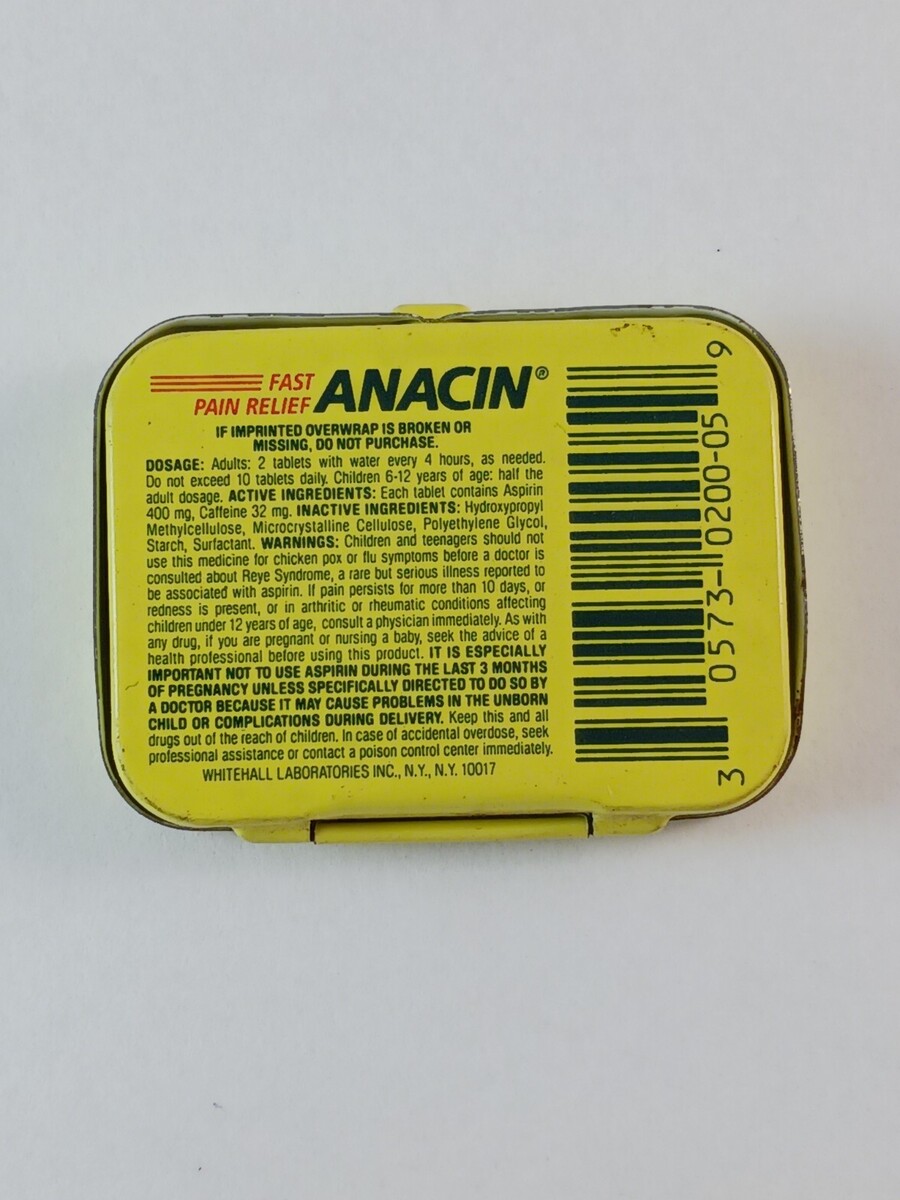 FAST
PAIN RELIEF ANACIN®
IF IMPRINTED OVERWRAP IS BROKEN OR
MISSING, DO NOT PURCHASE.
DOSAGE: Adults: 2 tablets with water every 4 hours, as needed.
Do not exceed 10 tablets daily. Children 6-12 years of age: half the
adult dosage. ACTIVE INGREDIENTS: Each tablet contains Aspirin
400 mg, Caffeine 32 mg. INACTIVE INGREDIENTS: Hydroxypropyl
Methylcellulose, Microcrystalline Cellulose, Polyethylene Glycol,
Starch, Surfactant. WARNINGS: Children and teenagers should not
use this medicine for chicken pox or flu symptoms before a doctor is
consulted about Reye Syndrome, a rare but serious illness reported to
be associated with aspirin. If pain persists for more than 10 days, or
redness is present, or in arthritic or rheumatic conditions affecting
children under 12 years of age, consult a physician immediately. As with
any drug, if you are pregnant or nursing a baby, seek the advice of a
health professional before using this product. IT IS ESPECIALLY
IMPORTANT NOT TO USE ASPIRIN DURING THE LAST 3 MONTHS
OF PREGNANCY UNLESS SPECIFICALLY DIRECTED TO DO SO BY
A DOCTOR BECAUSE IT MAY CAUSE PROBLEMS IN THE UNBORN
CHILD OR COMPLICATIONS DURING DELIVERY. Keep this and all
drugs out of the reach of children. In case of accidental overdose, seek
professional assistance or contact a poison control center immediately.
WHITEHALL LABORATORIES INC., N.Y., N.Y. 10017
3 0573-0200-05 9